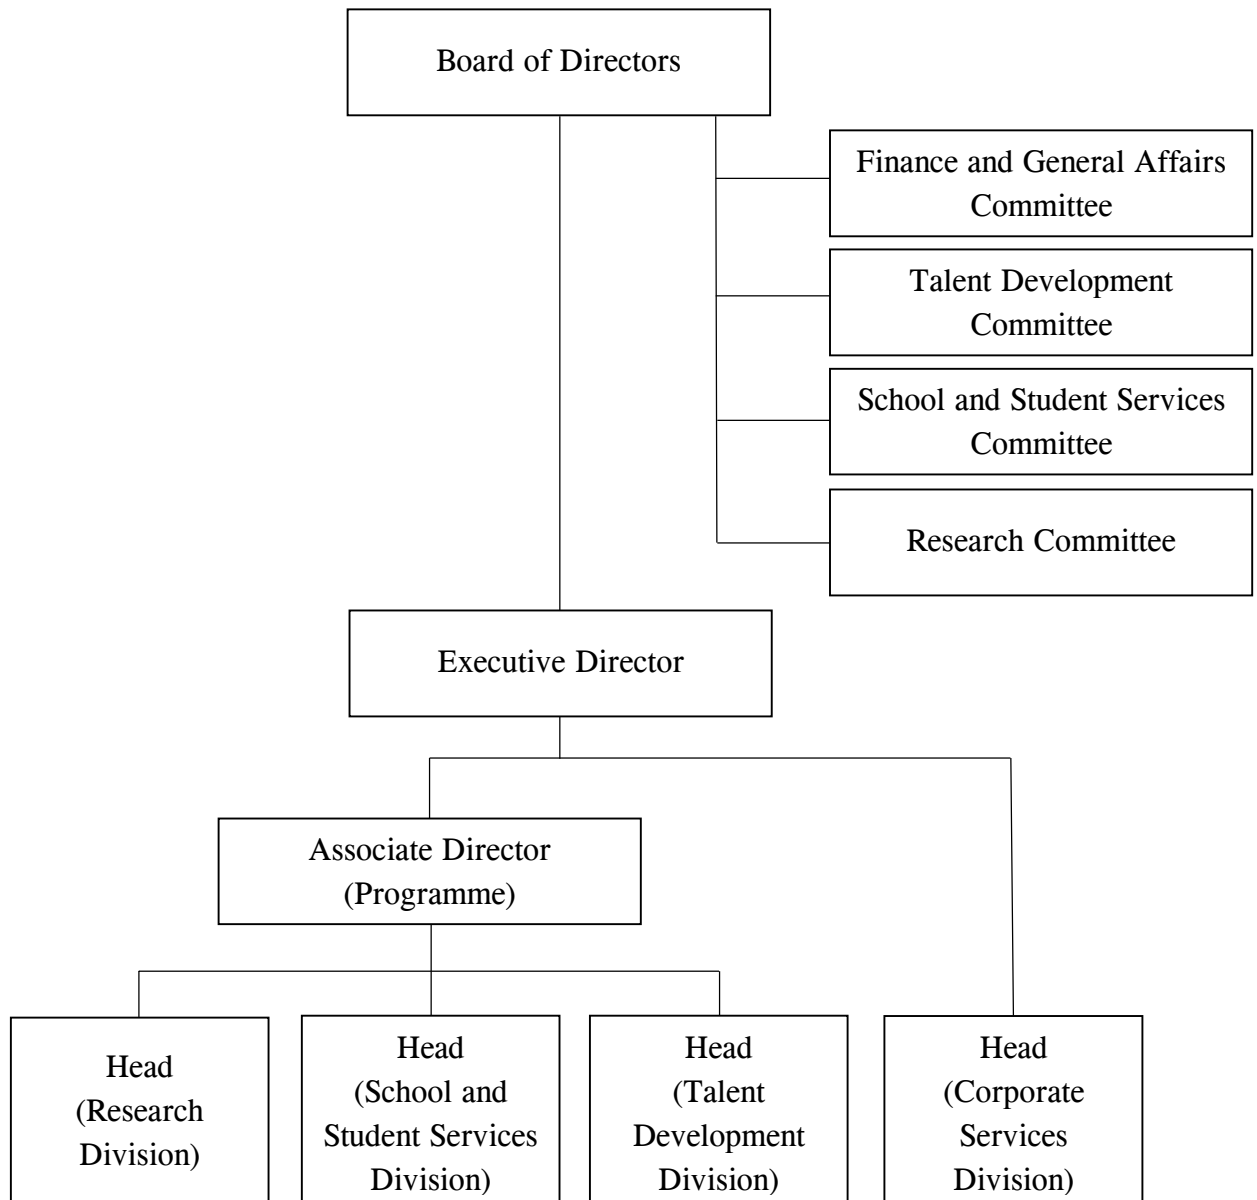 Board of Directors
Finance and General Affairs
Committee
Talent Development
Committee
School and Student Services
Committee
Research Committee
Executive Director
Associate Director
(Programme)
Head
(Research
Division)
Head
(School and
Student Services
Division)
Head
(Talent
Development
Division)
Head
(Corporate
Services
Division)